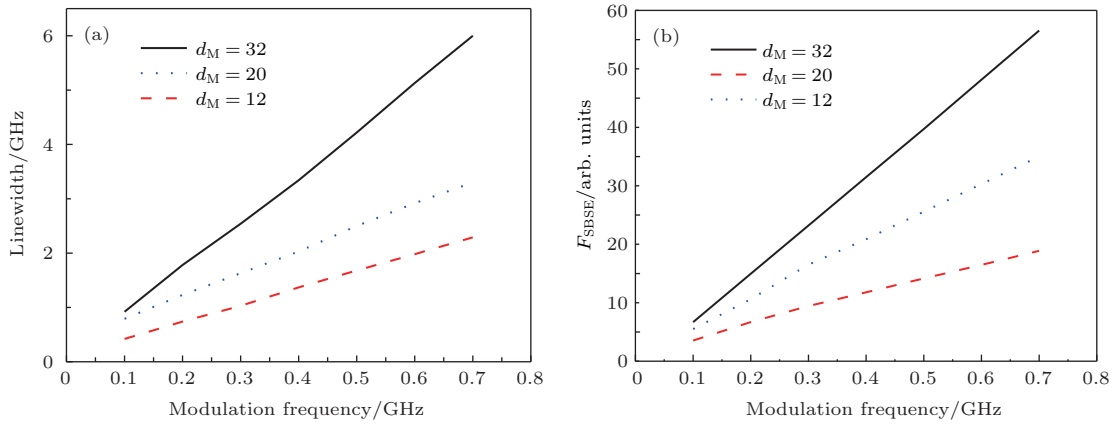 (a)
d_M = 32
d_M = 20
d_M = 12
Linewidth/GHz
6
4
2
0
0 0.1 0.2 0.3 0.4 0.5 0.6 0.7 0.8
Modulation frequency/GHz
(b)
d_M = 32
d_M = 20
d_M = 12
F_SBSE/arb. units
60
50
40
30
20
10
0
0 0.1 0.2 0.3 0.4 0.5 0.6 0.7 0.8
Modulation frequency/GHz